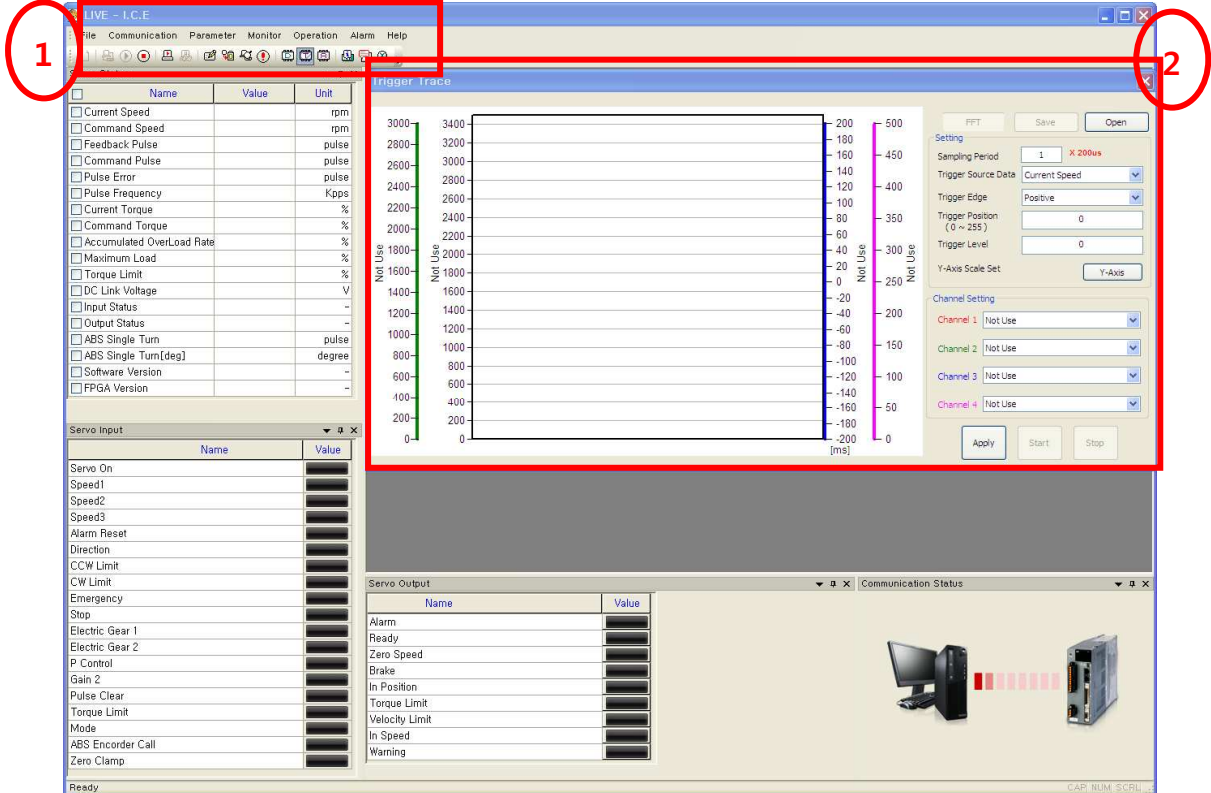 LIVE - I.C.E
1
2
File Communication Parameter Monitor Operation Alarm Help
Name Value Unit
Current Speed rpm
Command Speed rpm
Feedback Pulse pulse
Command Pulse pulse
Pulse Error pulse
Pulse Frequency Kpps
Current Torque %
Command Torque %
Accumulated OverLoad Rate %
Maximum Load %
Torque Limit %
DC Link Voltage V
Input Status -
Output Status -
ABS Single Turn pulse
ABS Single Turn[deg] degree
Software Version -
FPGA Version -
Servo Input
Name Value
Servo On
Speed1
Speed2
Speed3
Alarm Reset
Direction
CCW Limit
CW Limit
Emergency
Stop
Electric Gear 1
Electric Gear 2
P Control
Gain 2
Pulse Clear
Torque Limit
Mode
ABS Encorder Call
Zero Clamp
Trigger Trace
Not Use
3000
2800
2600
2400
2200
2000
1800
1600
1400
1200
1000
800
600
400
200
0
Not Use
3400
3200
3000
2800
2600
2400
2200
2000
1800
1600
1400
1200
1000
800
600
400
200
0
200
180
160
140
120
100
80
60
40
20
0
-20
-40
-60
-80
-100
-120
-140
-160
-180
-200
Not Use
[ms]
500
450
400
350
300
250
200
150
100
50
0
Not Use
FFT Save Open
Setting
Sampling Period 1 X 200us
Trigger Source Data Current Speed
Trigger Edge Positive
Trigger Position
( 0 ~ 255 ) 0
Trigger Level 0
Y-Axis Scale Set Y-Axis
Channel Setting
Channel 1 Not Use
Channel 2 Not Use
Channel 3 Not Use
Channel 4 Not Use
Apply Start Stop
Servo Output
Name Value
Alarm
Ready
Zero Speed
Brake
In Position
Torque Limit
Velocity Limit
In Speed
Warning
Communication Status
Ready
CAP NUM SCRL